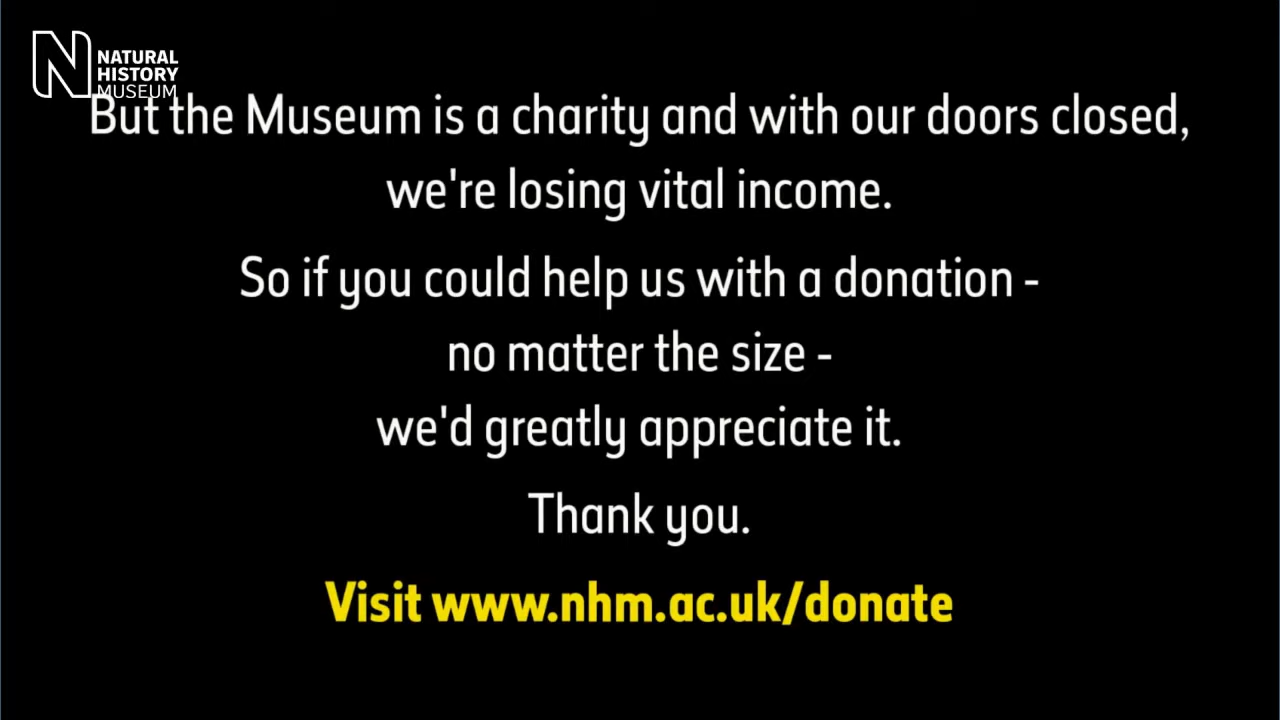 NATURAL
HISTORY
MUSEUM
But the Museum is a charity and with our doors closed,
we're losing vital income.
So if you could help us with a donation -
no matter the size -
we'd greatly appreciate it.
Thank you.
Visit www.nhm.ac.uk/donate